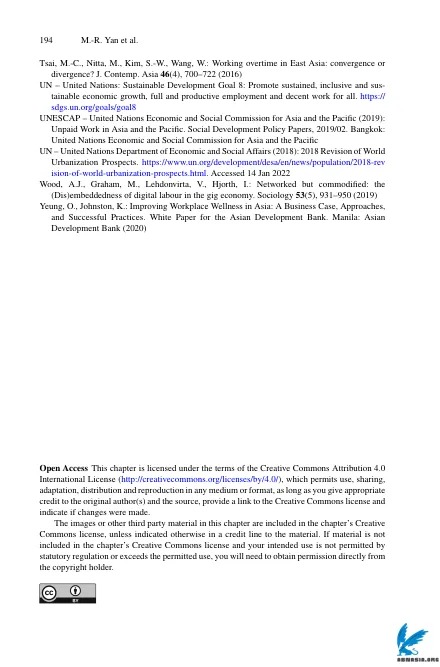 194 M.-R. Yan et al.
Tsai, M.-C., Nitta, M., Kim, S.-W., Wang, W.: Working overtime in East Asia: convergence or
divergence? J. Contemp. Asia 46(4), 700–722 (2016)
UN – United Nations: Sustainable Development Goal 8: Promote sustained, inclusive and sus-
tainable economic growth, full and productive employment and decent work for all. https://
sdgs.un.org/goals/goal8
UNESCAP – United Nations Economic and Social Commission for Asia and the Pacific (2019):
Unpaid Work in Asia and the Pacific. Social Development Policy Papers, 2019/02. Bangkok:
United Nations Economic and Social Commission for Asia and the Pacific
UN – United Nations Department of Economic and Social Affairs (2018): 2018 Revision of World
Urbanization Prospects. https://www.un.org/development/desa/en/news/population/2018-rev
ision-of-world-urbanization-prospects.html. Accessed 14 Jan 2022
Wood, A.J., Graham, M., Lehdonvirta, V., Hjorth, I.: Networked but commodified: the
(Dis)embeddedness of digital labour in the gig economy. Sociology 53(5), 931–950 (2019)
Yeung, O., Johnston, K.: Improving Workplace Wellness in Asia: A Business Case, Approaches,
and Successful Practices. White Paper for the Asian Development Bank. Manila: Asian
Development Bank (2020)
Open Access This chapter is licensed under the terms of the Creative Commons Attribution 4.0
International License (http://creativecommons.org/licenses/by/4.0/), which permits use, sharing,
adaptation, distribution and reproduction in any medium or format, as long as you give appropriate
credit to the original author(s) and the source, provide a link to the Creative Commons license and
indicate if changes were made.
The images or other third party material in this chapter are included in the chapter's Creative
Commons license, unless indicated otherwise in a credit line to the material. If material is not
included in the chapter's Creative Commons license and your intended use is not permitted by
statutory regulation or exceeds the permitted use, you will need to obtain permission directly from
the copyright holder.
cc BY